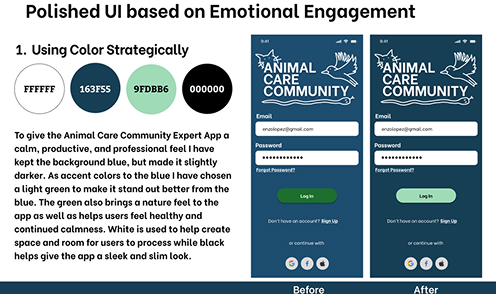 Polished UI based on Emotional Engagement
1. Using Color Strategically
FFFFFF
163F55
9FDBB6
000000
To give the Animal Care Community Expert App a
calm, productive, and professional feel I have
kept the background blue, but made it slightly
darker. As accent colors to the blue I have chosen
a light green to make it stand out better from the
blue. The green also brings a nature feel to the
app as well as helps users feel healthy and
continued calmness. White is used to help create
space and room for users to process while black
helps give the app a sleek and slim look.
9:41
ANIMAL
CARE
COMMUNITY
Email
enzolopez@gmail.com
Password
Forgot Password?
Log In
Don't have an account? Sign Up
or continue with
G f
Before
9:41
ANIMAL
CARE
COMMUNITY
Email
enzolopez@gmail.com
Password
Forgot Password?
Log In
Don't have an account? Sign Up
or continue with
G f
After